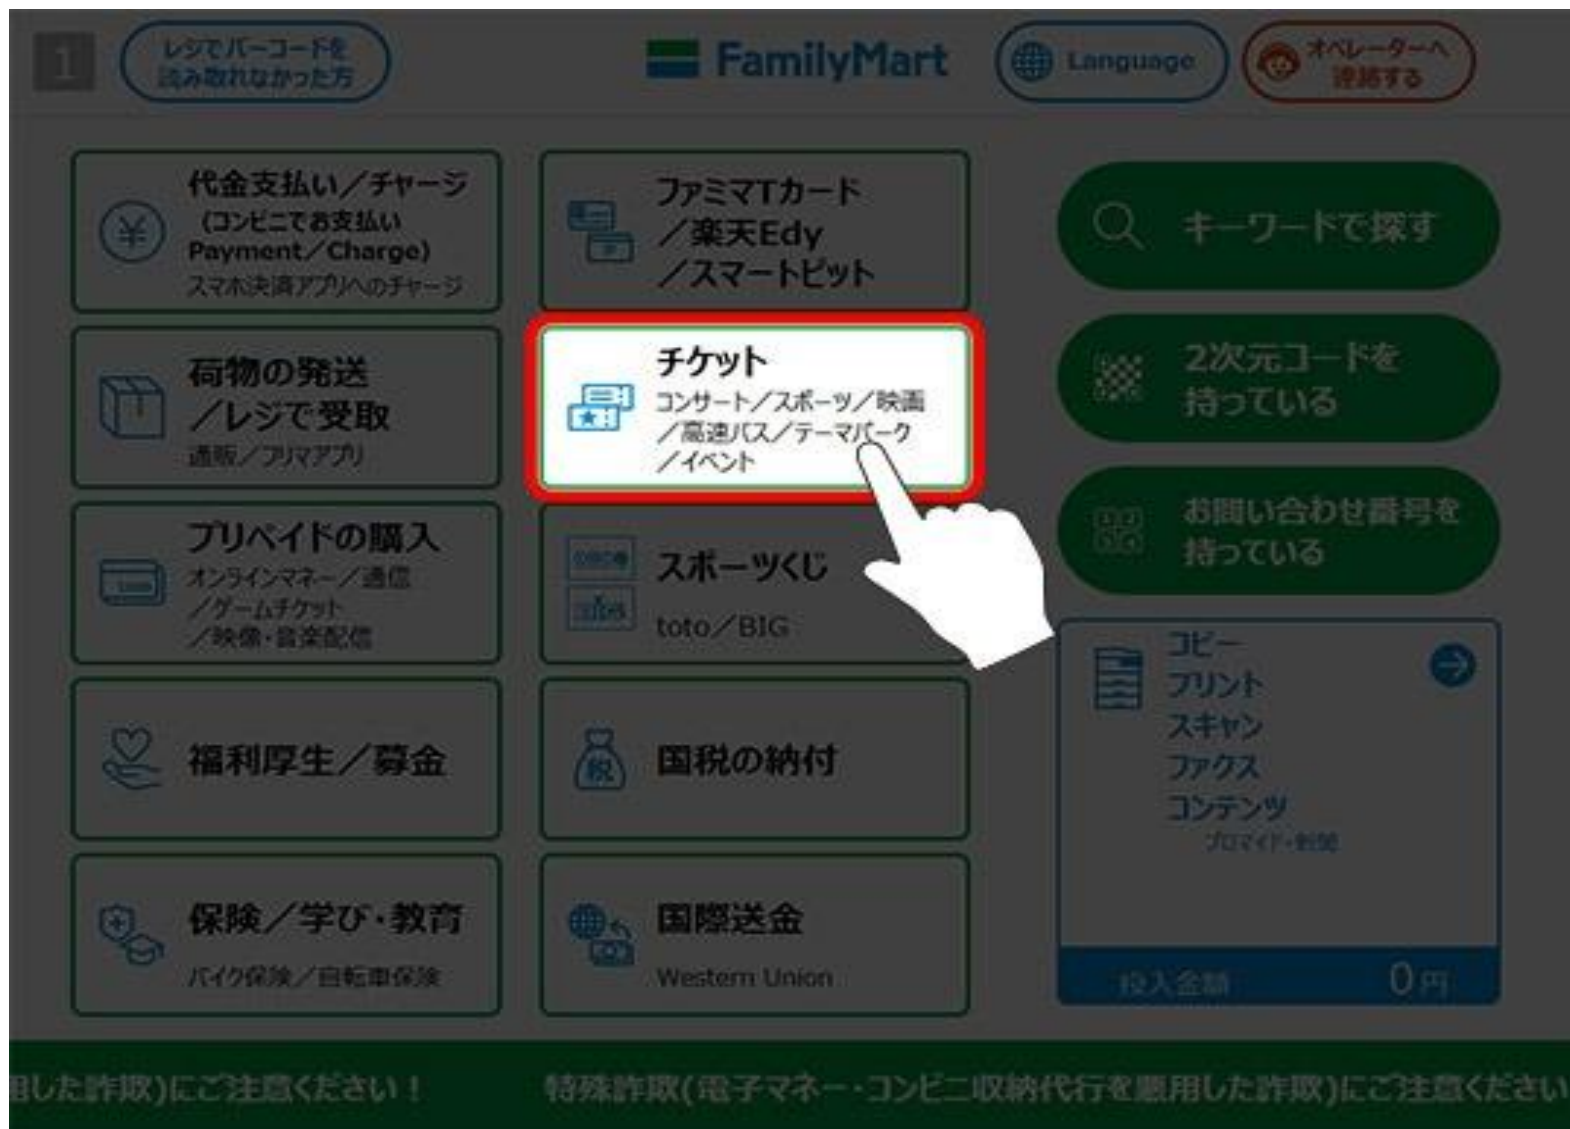 1
レジでバーコードを
読み取れなかった方
FamilyMart
Language
オペレーターへ
連絡する
代金支払い／チャージ
(コンビニでお支払い
Payment／Charge)
スマホ決済アプリへのチャージ
ファミマTカード
／楽天Edy
／スマートピット
キーワードで探す
荷物の発送
／レジで受取
通販／フリマアプリ
チケット
コンサート／スポーツ／映画
／高速バス／テーマパーク
／イベント
2次元コードを
持っている
プリペイドの購入
オンラインマネー／通信
／ゲームチケット
／映像・音楽配信
スポーツくじ
toto／BIG
お問い合わせ番号を
持っている
福利厚生／募金
税
国税の納付
コピー
プリント
スキャン
ファクス
コンテンツ
ブロマイド・新聞
保険／学び・教育
バイク保険／自転車保険
国際送金
Western Union
投入金額 0円
用した詐欺)にご注意ください！
特殊詐欺(電子マネー・コンビニ収納代行を悪用した詐欺)にご注意ください